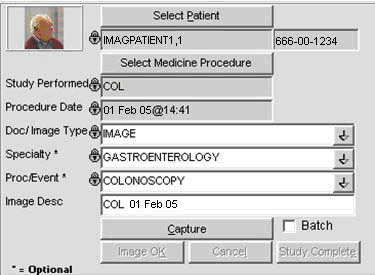 Select Patient
IMAGPATIENT1,1 666-00-1234
Select Medicine Procedure
Study Performed COL
Procedure Date 01 Feb 05@14:41
Doc/ Image Type IMAGE
Specialty * GASTROENTEROLOGY
Proc/Event * COLONOSCOPY
Image Desc COL 01 Feb 05
Capture Batch
Image OK Cancel Study Complete
* = Optional